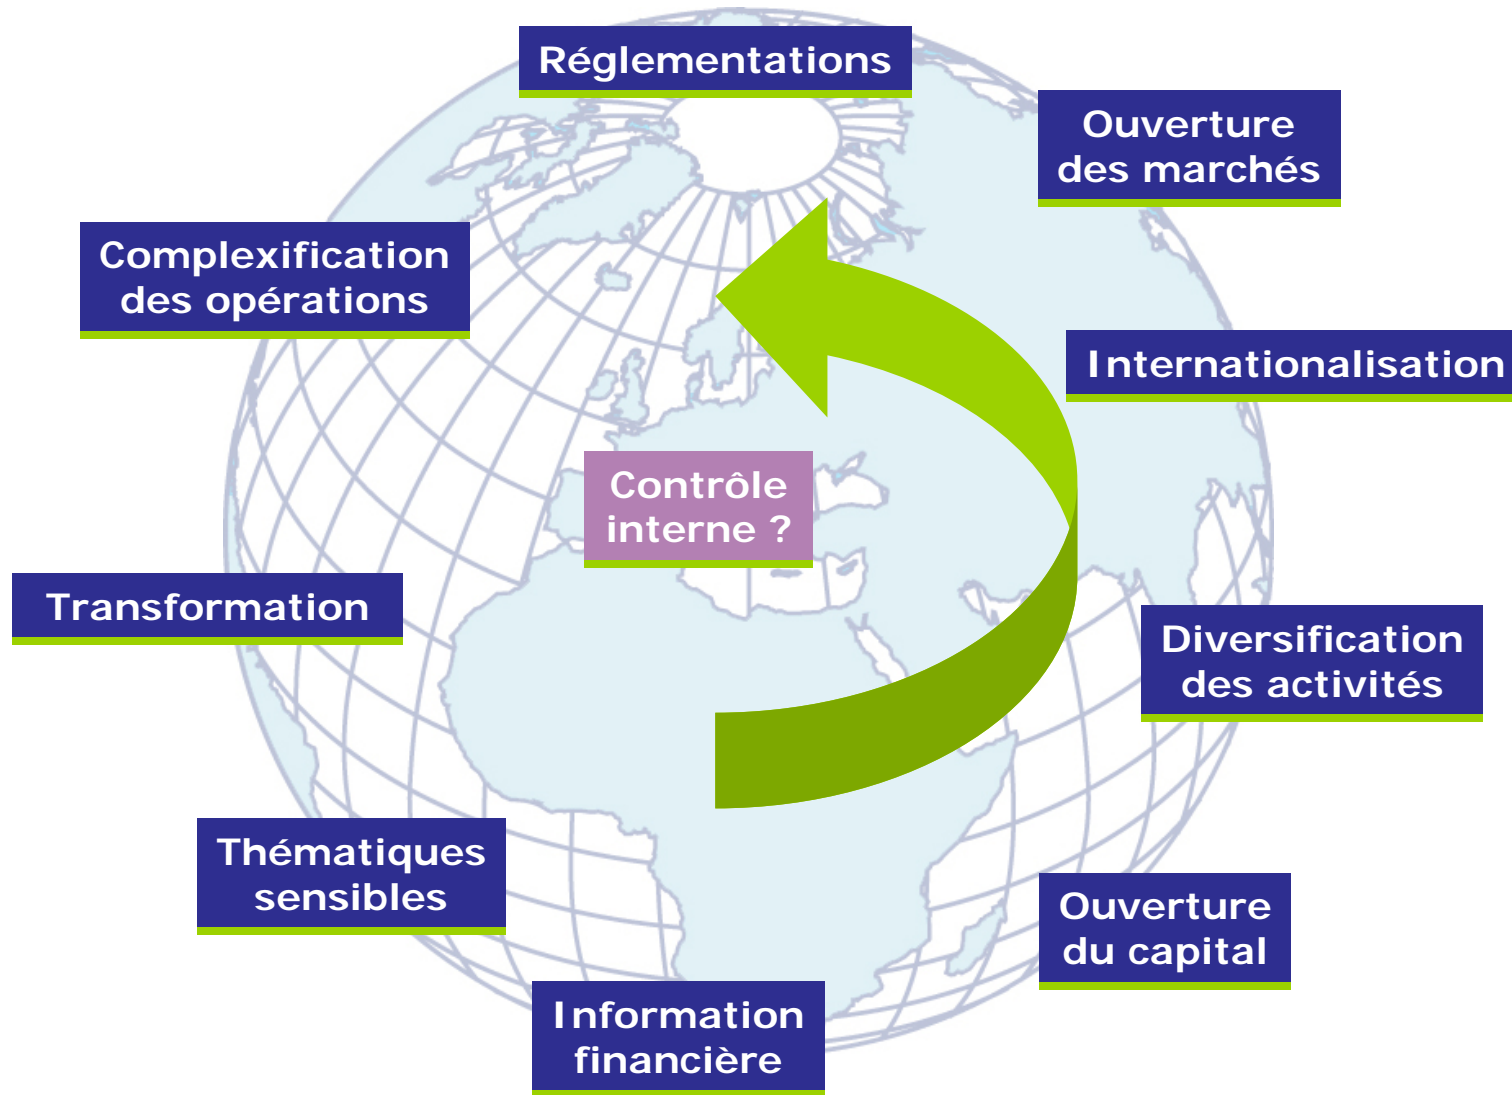 Réglementations
Ouverture
des marchés
Complexification
des opérations
Internationalisation
Contrôle
interne ?
Transformation
Diversification
des activités
Thématiques
sensibles
Ouverture
du capital
Information
financière